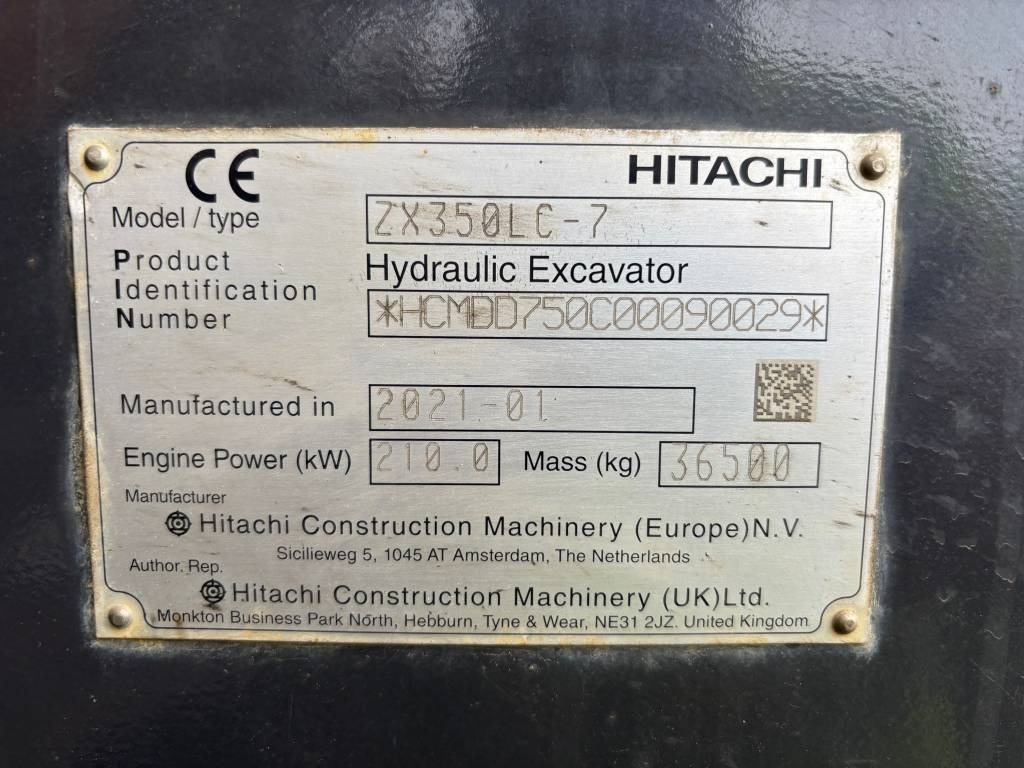 CE HITACHI
Model / type ZX350LC-7
Product Hydraulic Excavator
Identification
Number *HCMDD750C00090029*
Manufactured in 2021-01
Engine Power (kW) 210.0 Mass (kg) 36500
Manufacturer
Hitachi Construction Machinery (Europe)N.V.
Sicilieweg 5, 1045 AT Amsterdam, The Netherlands
Author. Rep.
Hitachi Construction Machinery (UK)Ltd.
Monkton Business Park North, Hebburn, Tyne & Wear, NE31 2JZ. United Kingdom